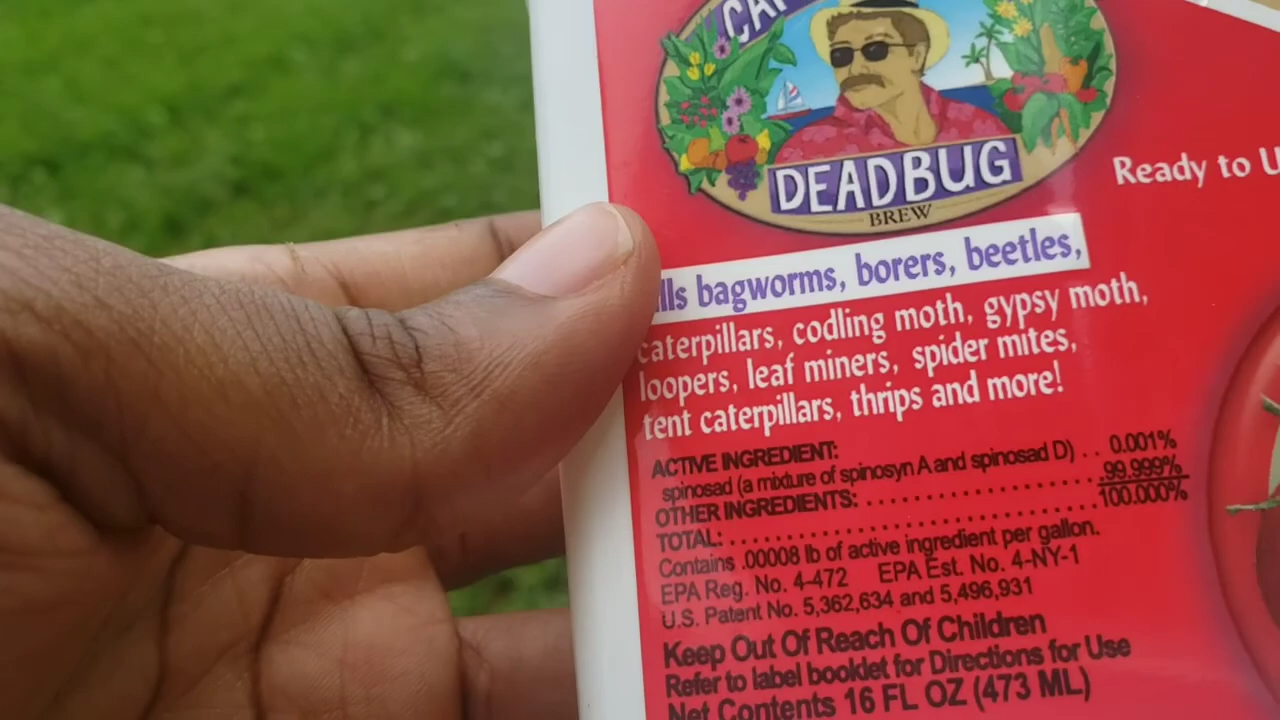 DEADBUG
BREW
Ready to
bagworms, borers, beetles,
caterpillars, codling moth, gypsy moth,
loopers, leaf miners, spider mites,
tent caterpillars, thrips and more!
ACTIVE INGREDIENT:
spinosad (a mixture of spinosyn A and spinosad D) . . 0.001%
OTHER INGREDIENTS: . . . . . . . . . . . . . . . . . . . . . . . . 99.999%
TOTAL: . . . . . . . . . . . . . . . . . . . . . . . . . . . . . . . . . . . . 100.000%
Contains .00008 lb of active ingredient per gallon.
EPA Reg. No. 4-472 EPA Est. No. 4-NY-1
U.S. Patent No. 5,362,634 and 5,496,931
Keep Out Of Reach Of Children
Refer to label booklet for Directions for Use
Net Contents 16 FL OZ (473 ML)